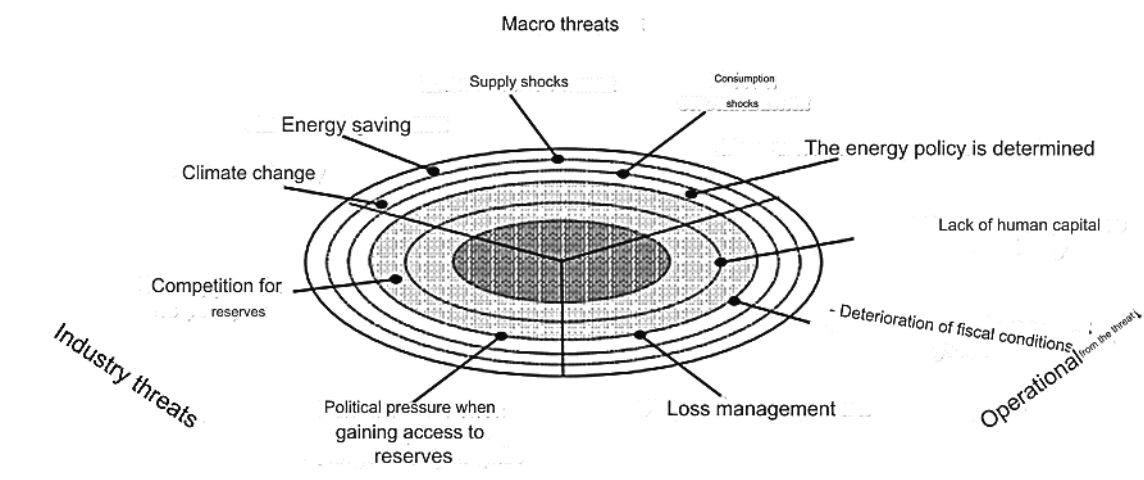 Macro threats
Supply shocks
Consumption
shocks
Energy saving
The energy policy is determined
Climate change
Lack of human capital
Competition for
reserves
- Deterioration of fiscal conditions
Industry threats
Operational from the threat
Political pressure when
gaining access to
reserves
Loss management